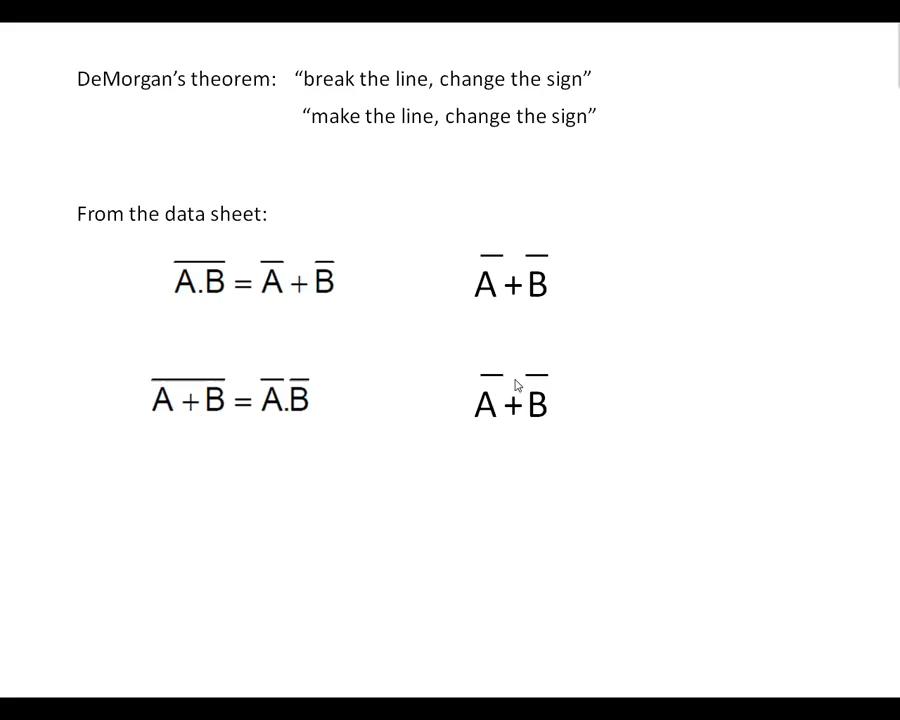 DeMorgan’s theorem: “break the line, change the sign”
“make the line, change the sign”
From the data sheet:
A̅.̅B̅ = A̅ + B̅
A̅ + B̅
A̅ ̅+̅ ̅B̅ = A̅.B̅
A̅ + B̅